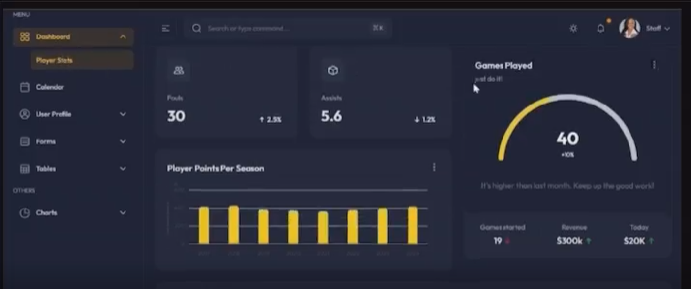 MENU
Dashboard
Player Stats
Calendar
User Profile
Forms
Tables
OTHERS
Charts
Search or type command...
⌘K
Staff
30
↑ 2.5%
Assists
5.6
↓ 1.2%
Player Points Per Season
Games Played
just do it!
40
+10%
It's higher than last month. Keep up the good work!
Games started
19 ↓
Revenue
$300k ↑
Today
$20K ↑